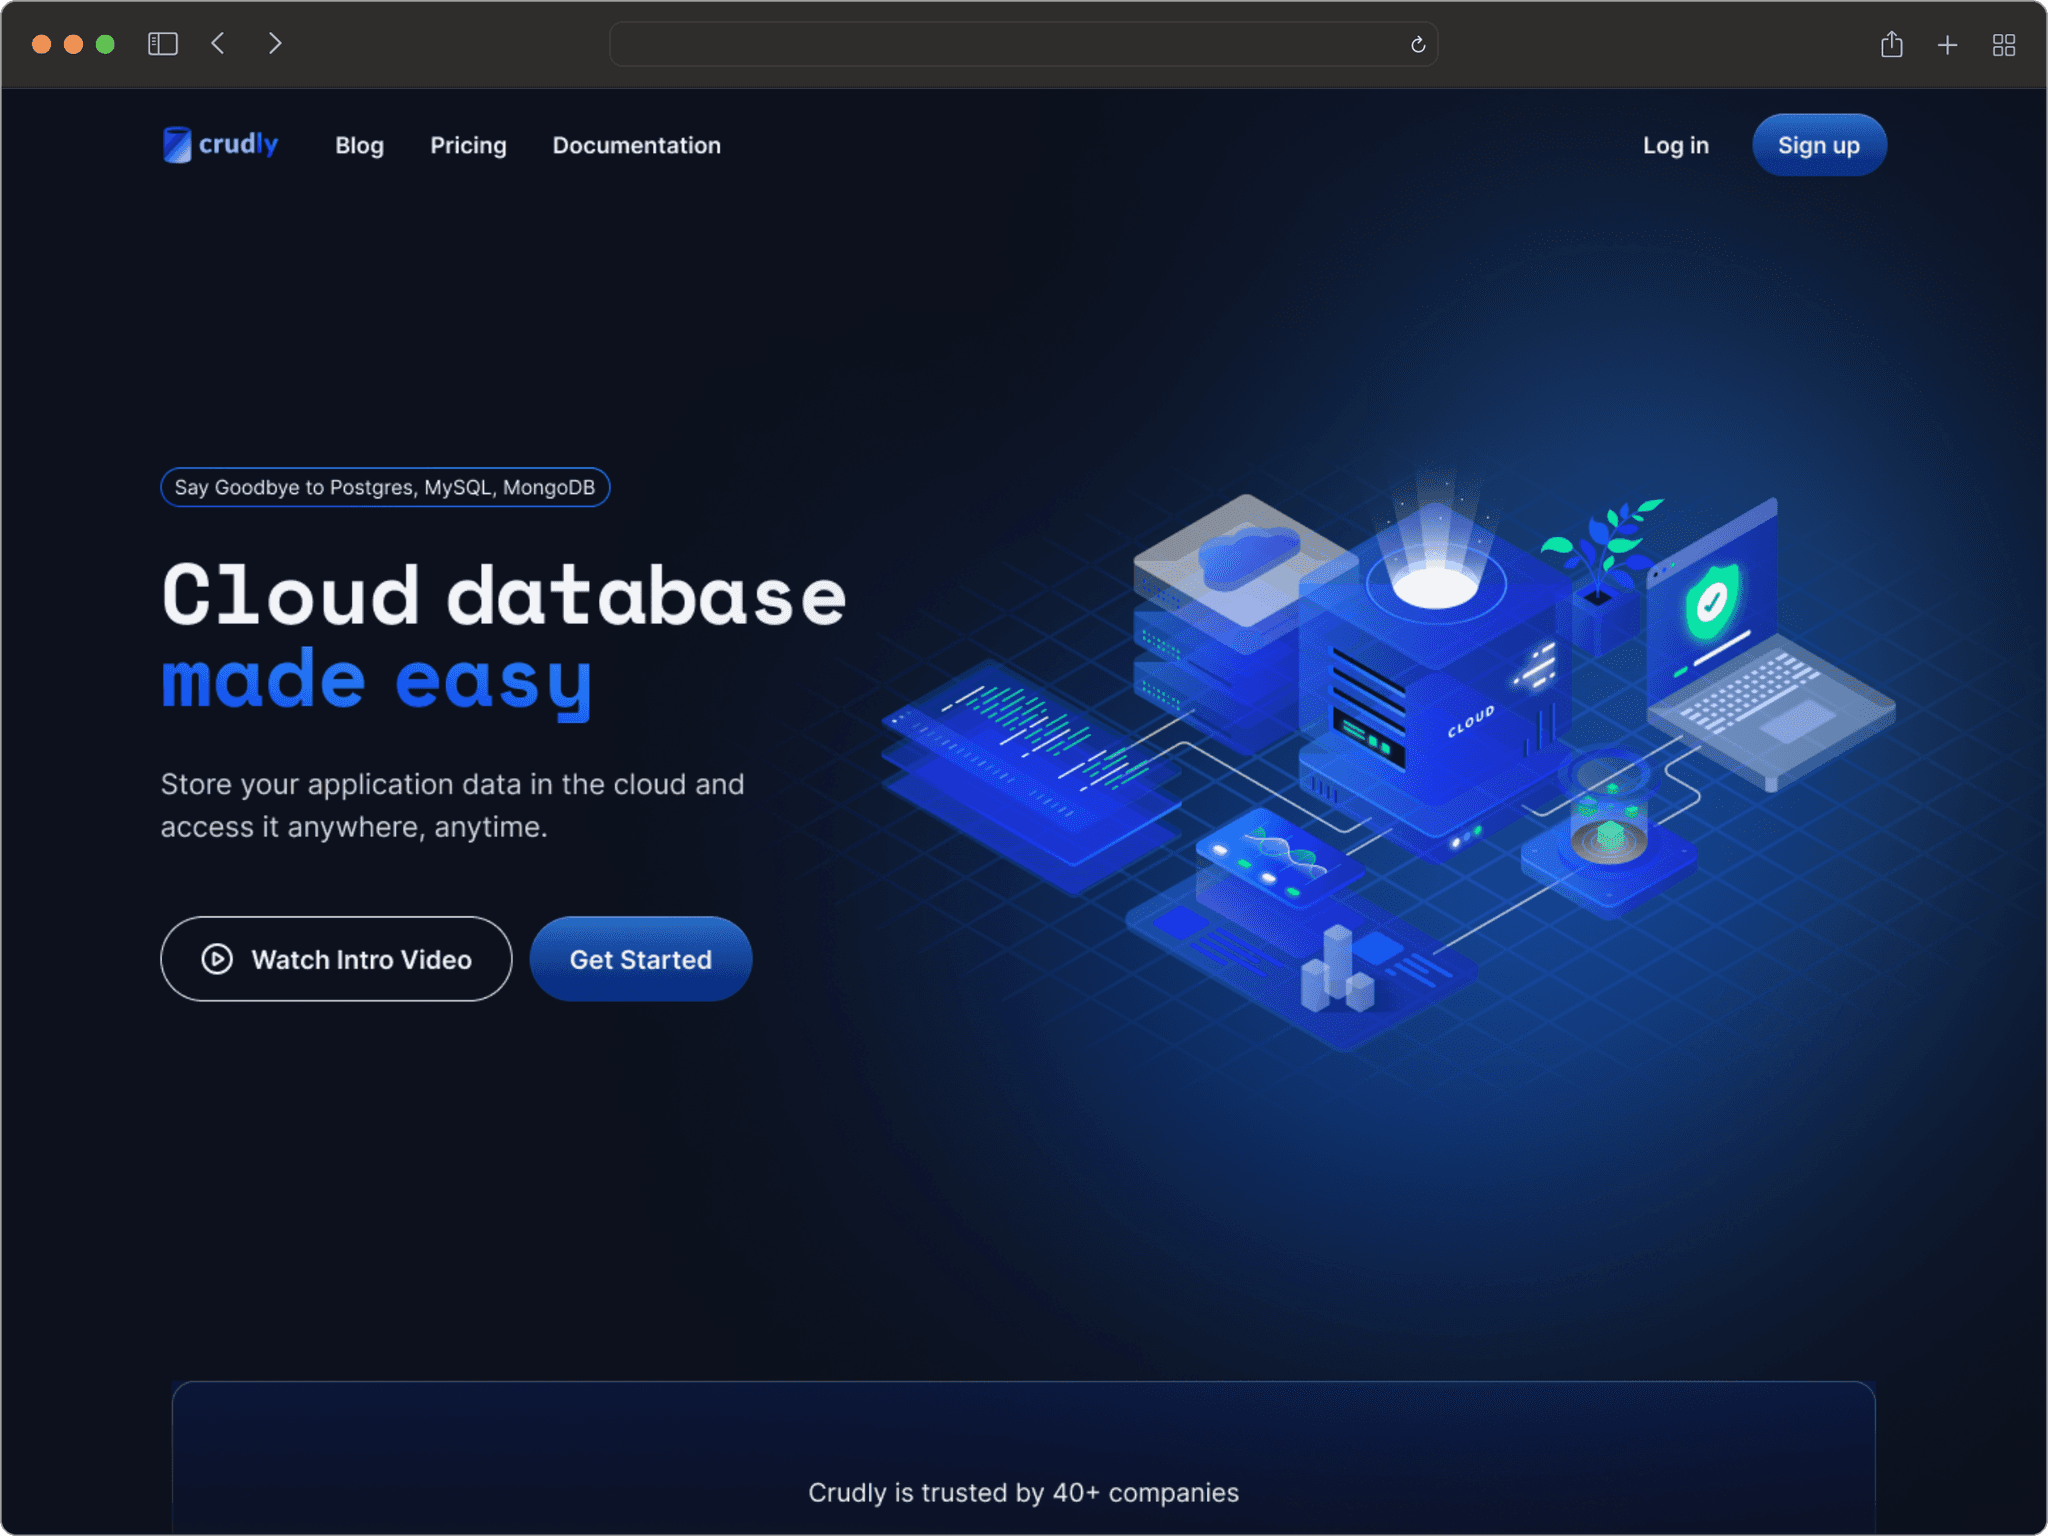 crudly
Blog
Pricing
Documentation
Log in
Sign up
Say Goodbye to Postgres, MySQL, MongoDB
Cloud database
made easy
Store your application data in the cloud and
access it anywhere, anytime.
Watch Intro Video
Get Started
CLOUD
Crudly is trusted by 40+ companies